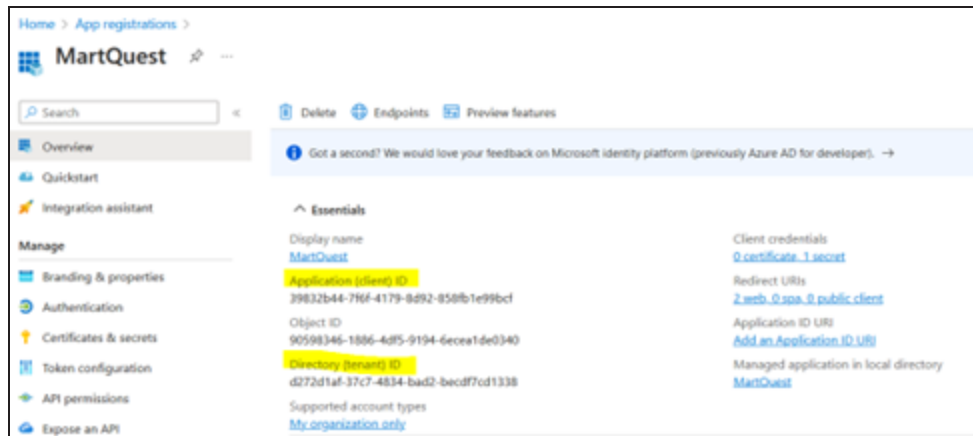 Home > App registrations >
MartQuest
Search
Delete
Endpoints
Preview features
Overview
Got a second? We would love your feedback on Microsoft identity platform (previously Azure AD for developer). →
Quickstart
Integration assistant
Essentials
Manage
Display name
MartQuest
Client credentials
0 certificate, 1 secret
Branding & properties
Application (client) ID
39832b44-7f6f-4179-8d92-858fb1e99bcf
Redirect URIs
2 web, 0 spa, 0 public client
Authentication
Certificates & secrets
Object ID
90598346-1886-4df5-9194-6ecea1de0340
Application ID URI
Add an Application ID URI
Token configuration
Directory (tenant) ID
d272d1af-37c7-4834-bad2-becdf7cd1338
Managed application in local directory
MartQuest
API permissions
Supported account types
My organization only
Expose an API